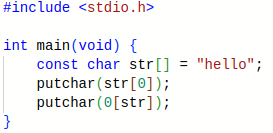 #include <stdio.h>

int main(void) {
    const char str[] = "hello";
    putchar(str[0]);
    putchar(0[str]);
}